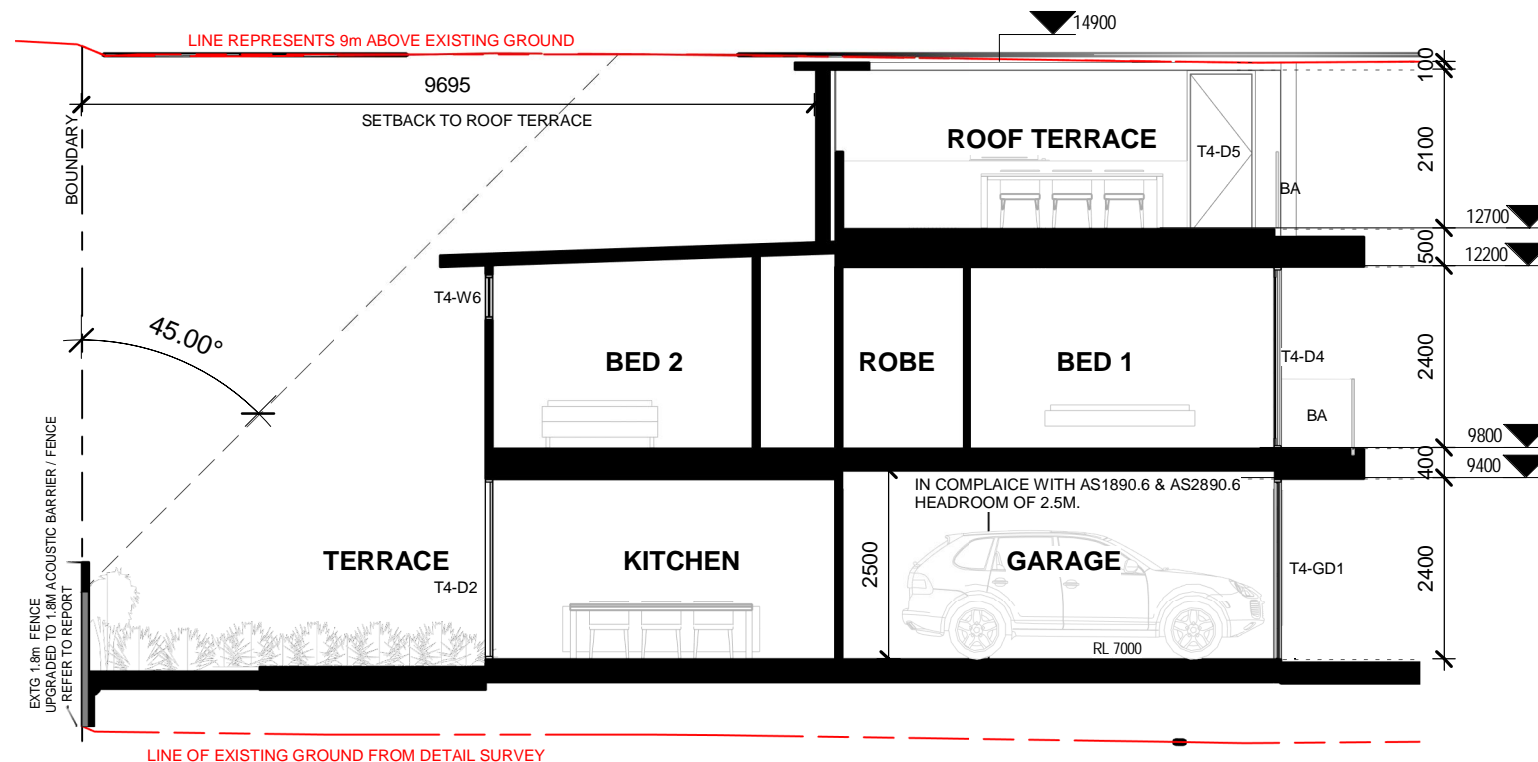 14900
LINE REPRESENTS 9m ABOVE EXISTING GROUND
100
9695
SETBACK TO ROOF TERRACE
BOUNDARY
ROOF TERRACE
T4-D5
2100
BA
12700
500
12200
T4-W6
45.00°
BED 2
ROBE
BED 1
T4-D4
2400
BA
9800
400
9400
IN COMPLAICE WITH AS1890.6 & AS2890.6
HEADROOM OF 2.5M.
TERRACE
T4-D2
KITCHEN
2500
GARAGE
T4-GD1
2400
RL 7000
EXTG 1.8m FENCE
UPGRADED TO 1.8M ACOUSTIC BARRIER / FENCE
- REFER TO REPORT
LINE OF EXISTING GROUND FROM DETAIL SURVEY